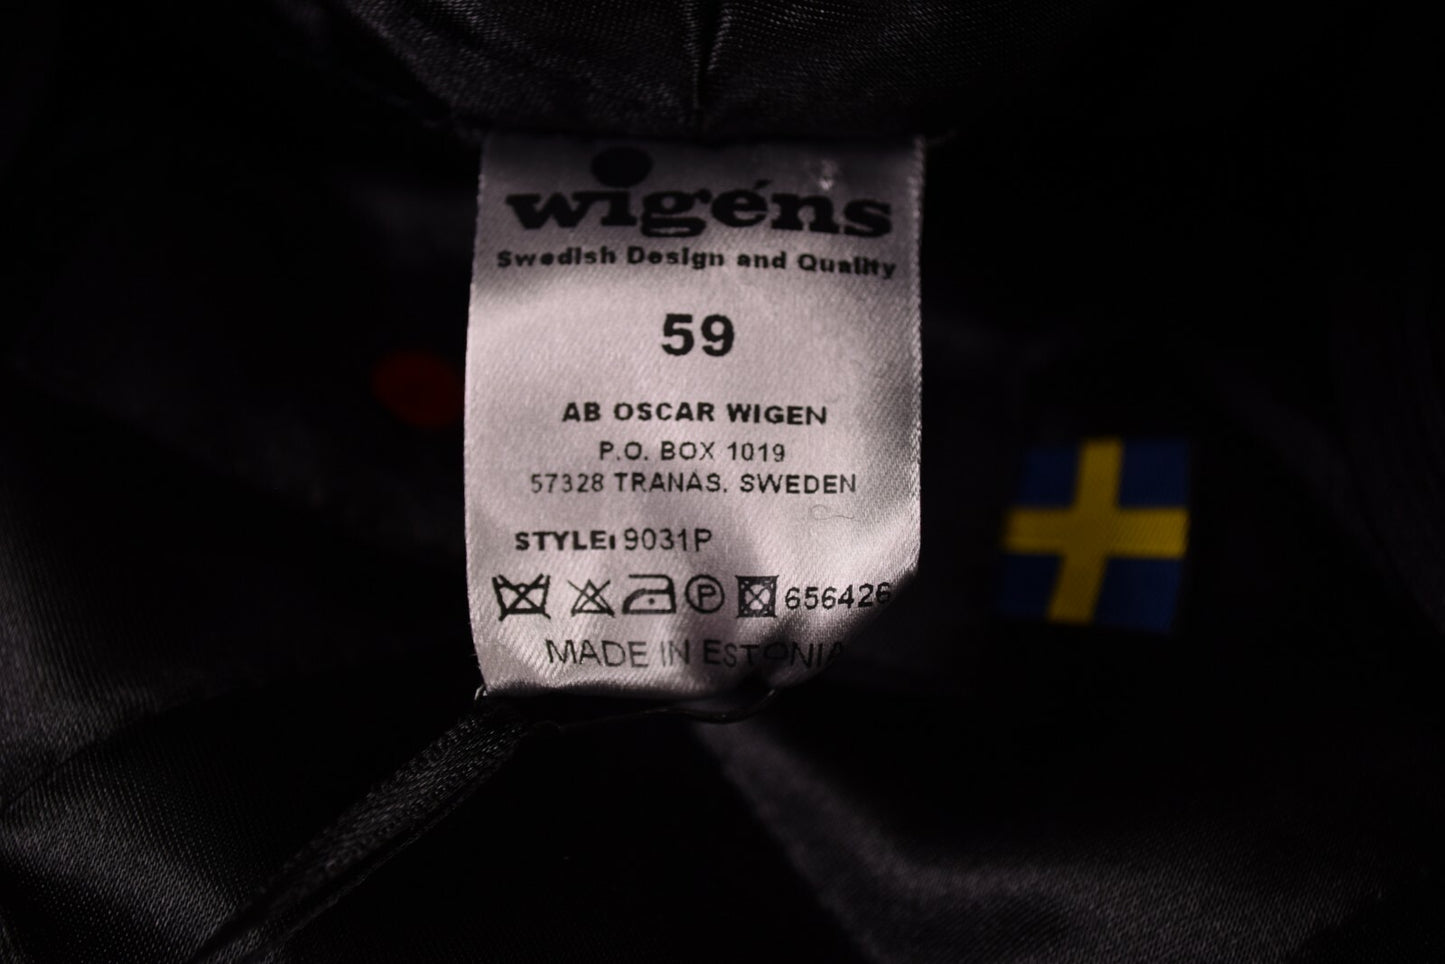 wigéns
Swedish Design and Quality
59
AB OSCAR WIGEN
P.O. BOX 1019
57328 TRANAS. SWEDEN
STYLE: 9031P
P 656426
MADE IN ESTONIA